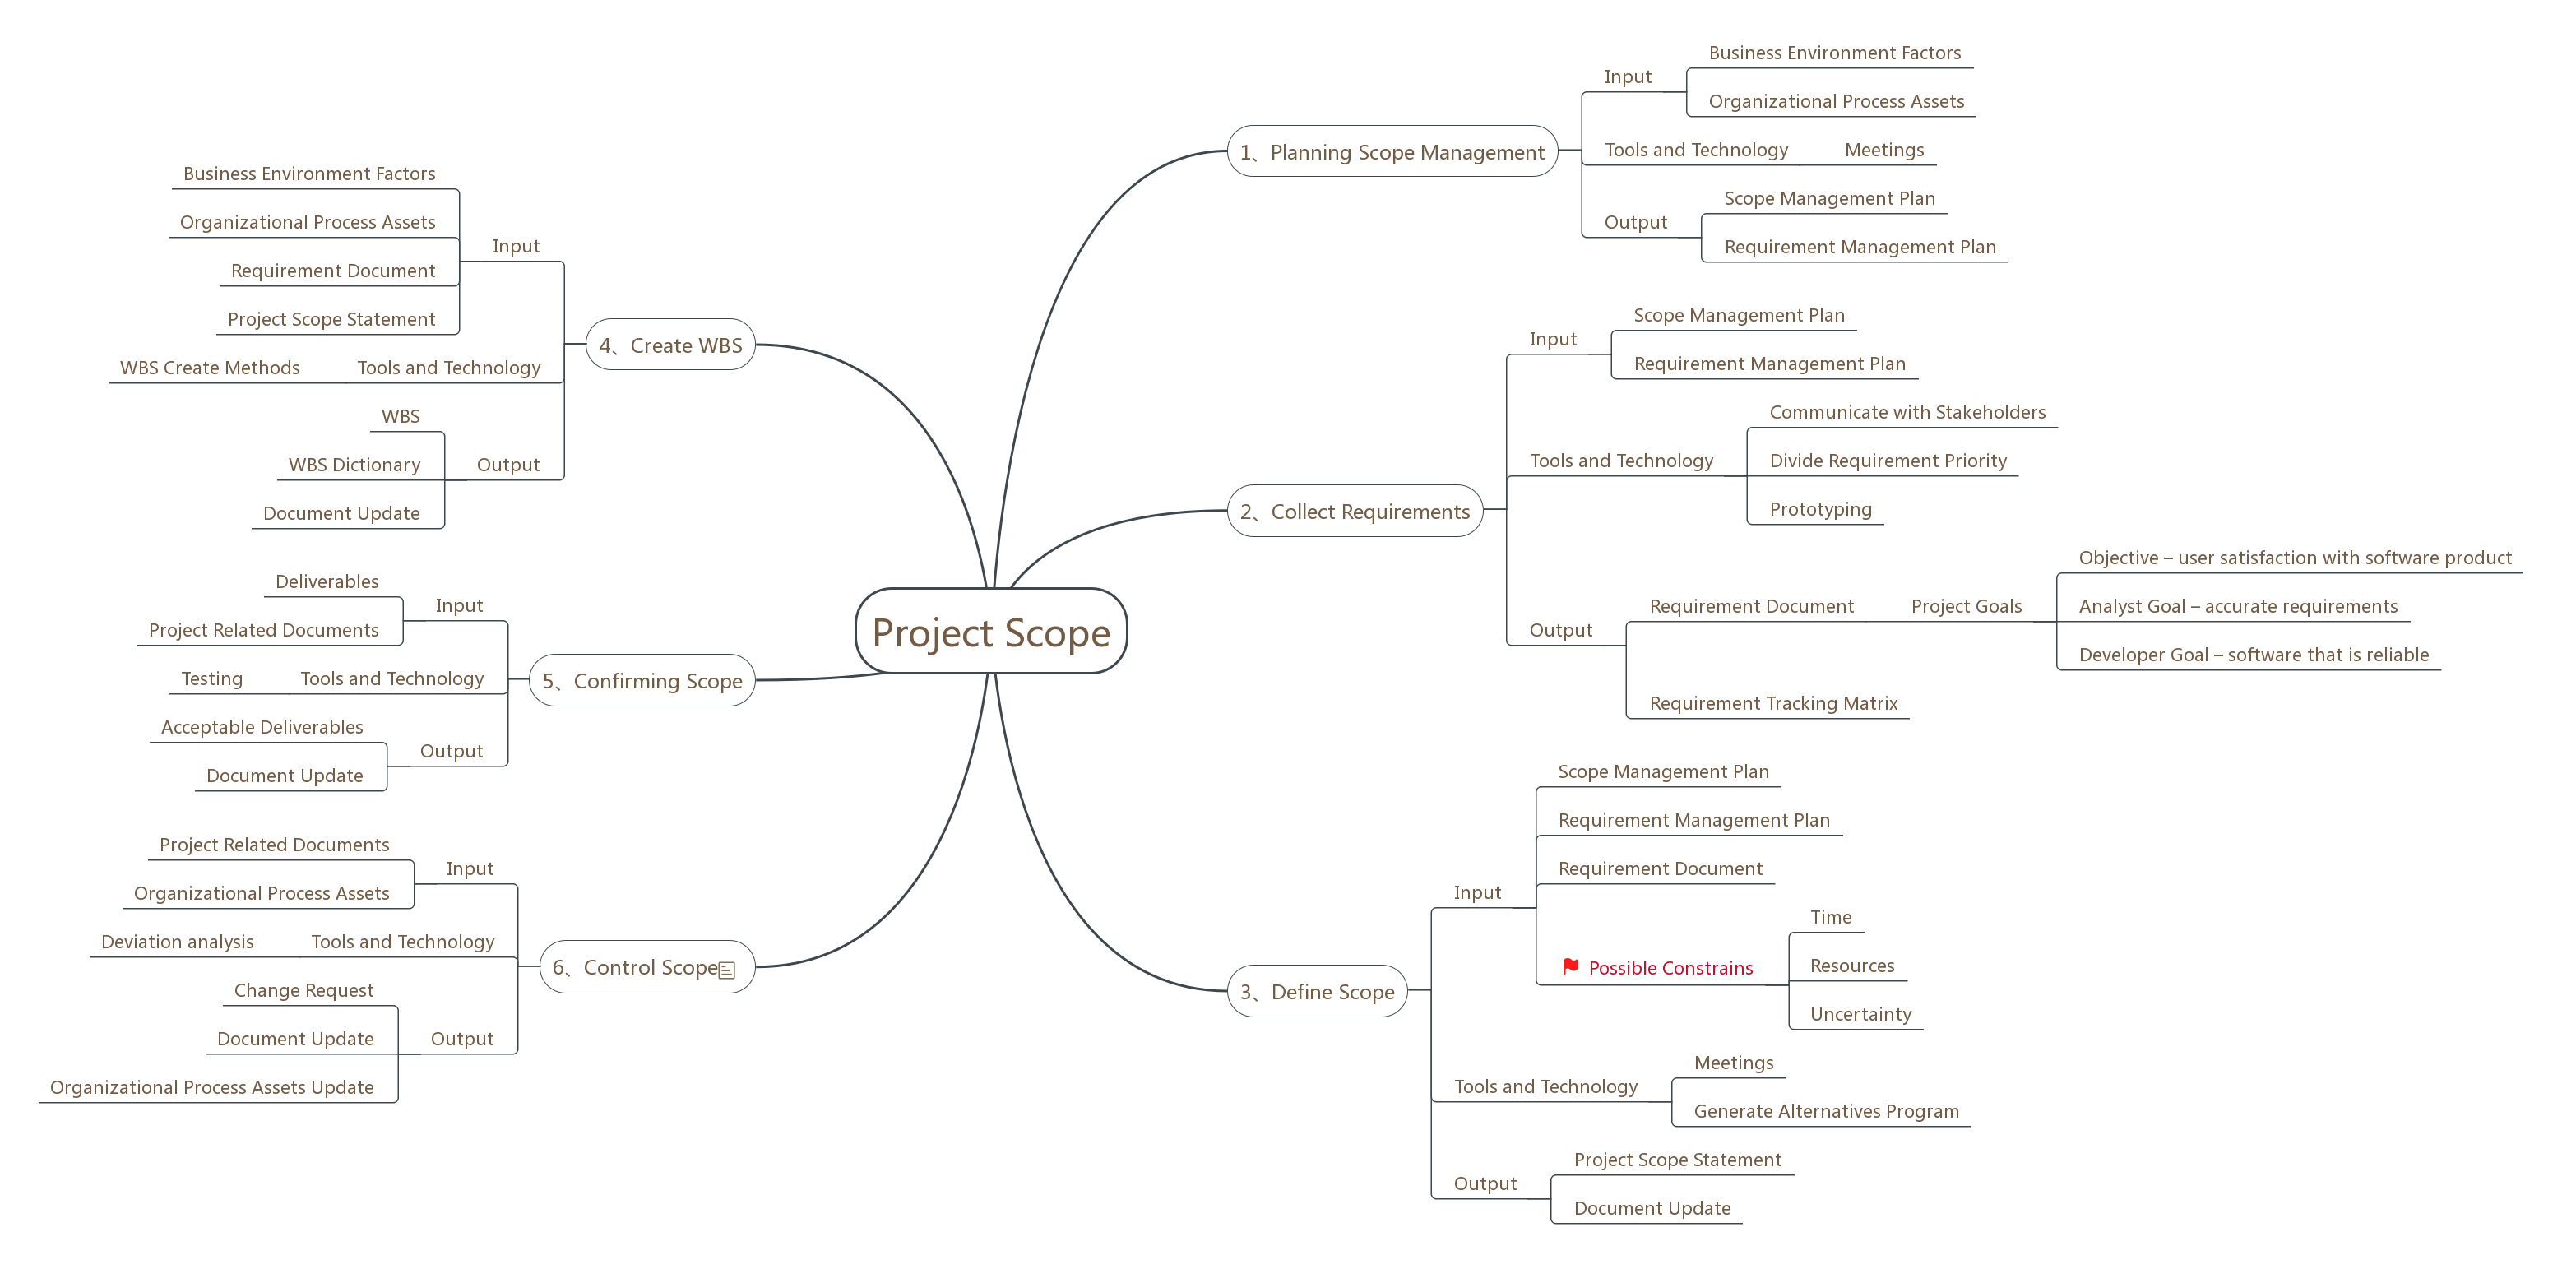 Project Scope
1、Planning Scope Management
Input
Business Environment Factors
Organizational Process Assets
Tools and Technology
Meetings
Output
Scope Management Plan
Requirement Management Plan
2、Collect Requirements
Input
Scope Management Plan
Requirement Management Plan
Tools and Technology
Communicate with Stakeholders
Divide Requirement Priority
Prototyping
Output
Requirement Document
Project Goals
Objective – user satisfaction with software product
Analyst Goal – accurate requirements
Developer Goal – software that is reliable
Requirement Tracking Matrix
3、Define Scope
Input
Scope Management Plan
Requirement Management Plan
Requirement Document
Possible Constrains
Time
Resources
Uncertainty
Tools and Technology
Meetings
Generate Alternatives Program
Output
Project Scope Statement
Document Update
4、Create WBS
Input
Business Environment Factors
Organizational Process Assets
Requirement Document
Project Scope Statement
Tools and Technology
WBS Create Methods
Output
WBS
WBS Dictionary
Document Update
5、Confirming Scope
Input
Deliverables
Project Related Documents
Tools and Technology
Testing
Output
Acceptable Deliverables
Document Update
6、Control Scope
Input
Project Related Documents
Organizational Process Assets
Tools and Technology
Deviation analysis
Output
Change Request
Document Update
Organizational Process Assets Update